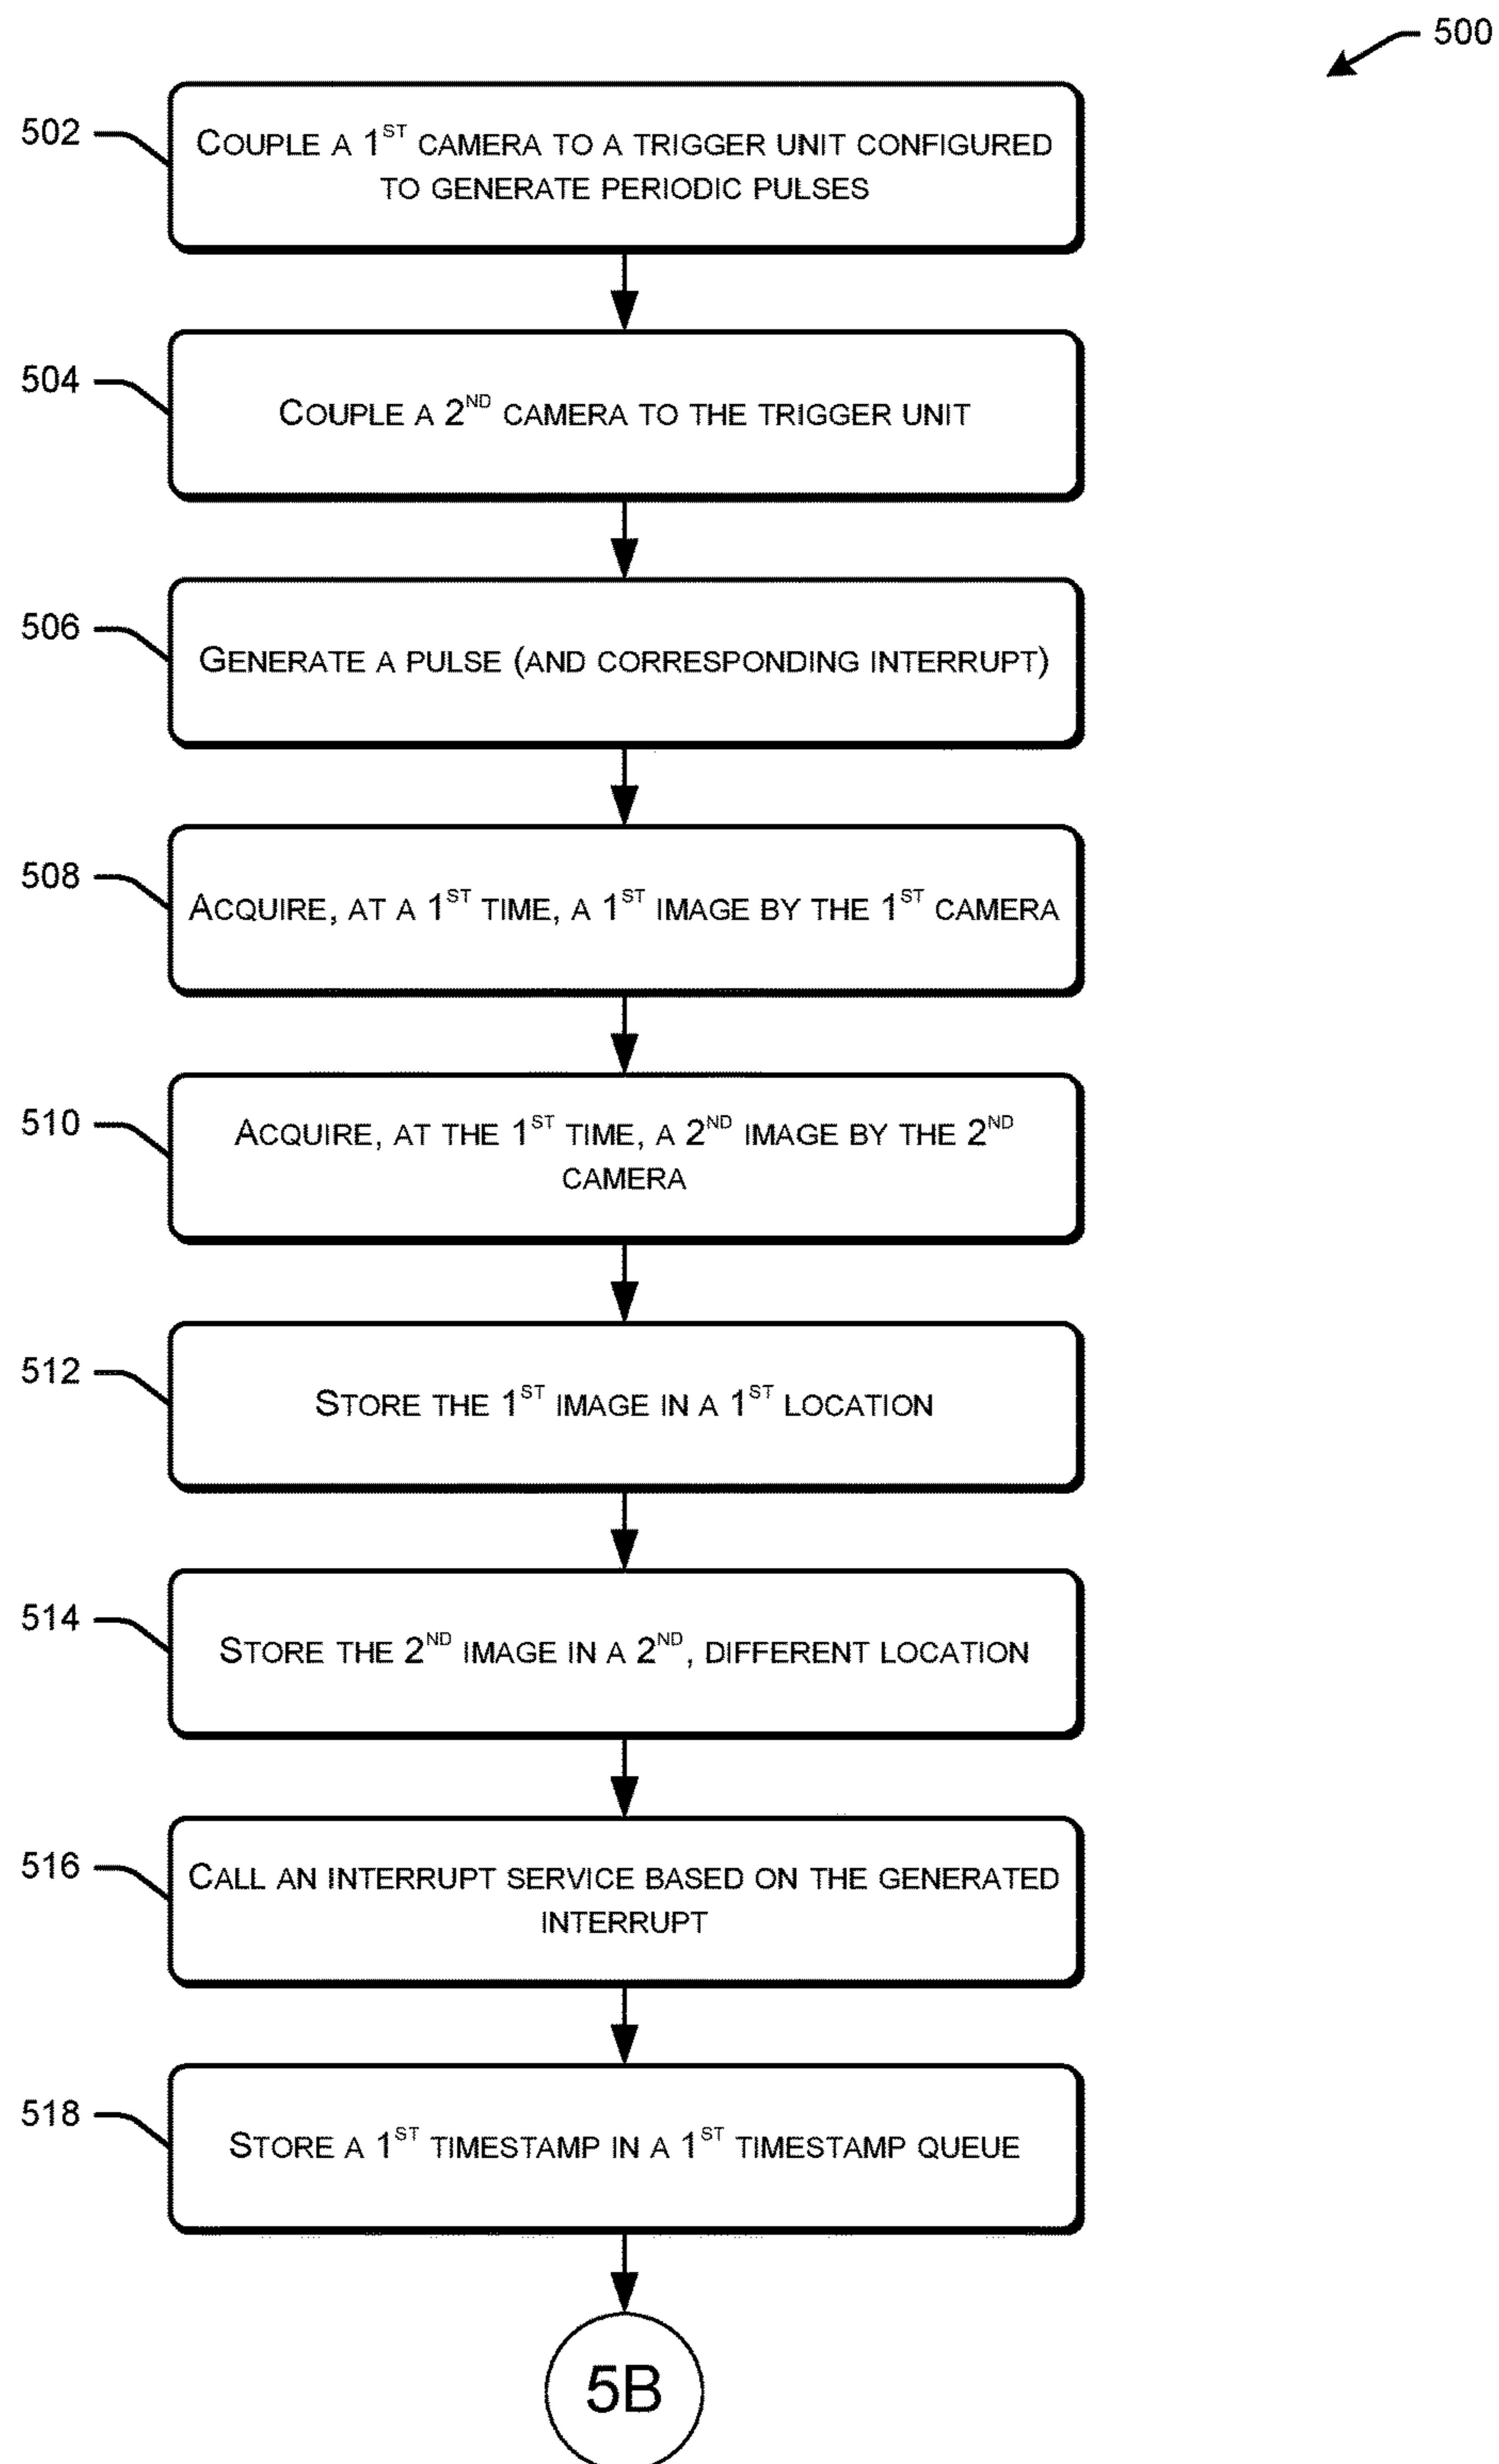 500
502
COUPLE A 1ST CAMERA TO A TRIGGER UNIT CONFIGURED
TO GENERATE PERIODIC PULSES
504
COUPLE A 2ND CAMERA TO THE TRIGGER UNIT
506
GENERATE A PULSE (AND CORRESPONDING INTERRUPT)
508
ACQUIRE, AT A 1ST TIME, A 1ST IMAGE BY THE 1ST CAMERA
510
ACQUIRE, AT THE 1ST TIME, A 2ND IMAGE BY THE 2ND
CAMERA
512
STORE THE 1ST IMAGE IN A 1ST LOCATION
514
STORE THE 2ND IMAGE IN A 2ND, DIFFERENT LOCATION
516
CALL AN INTERRUPT SERVICE BASED ON THE GENERATED
INTERRUPT
518
STORE A 1ST TIMESTAMP IN A 1ST TIMESTAMP QUEUE
5B